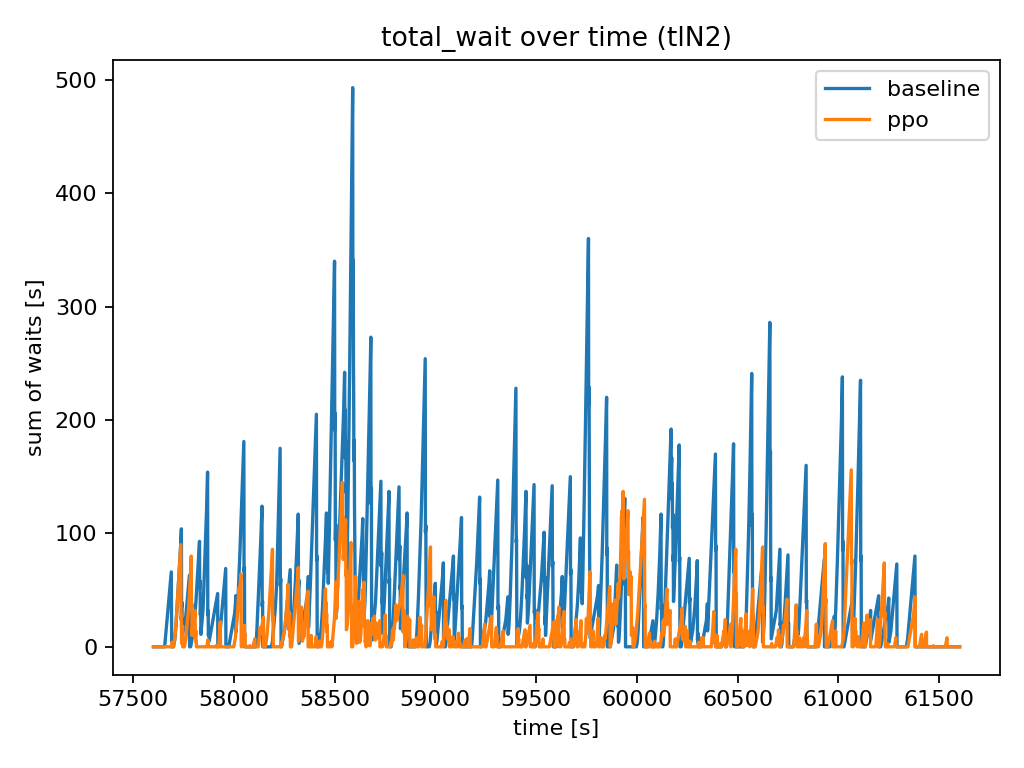 total_wait over time (tlN2)
baseline
ppo
sum of waits [s]
500
400
300
200
100
0
57500 58000 58500 59000 59500 60000 60500 61000 61500
time [s]